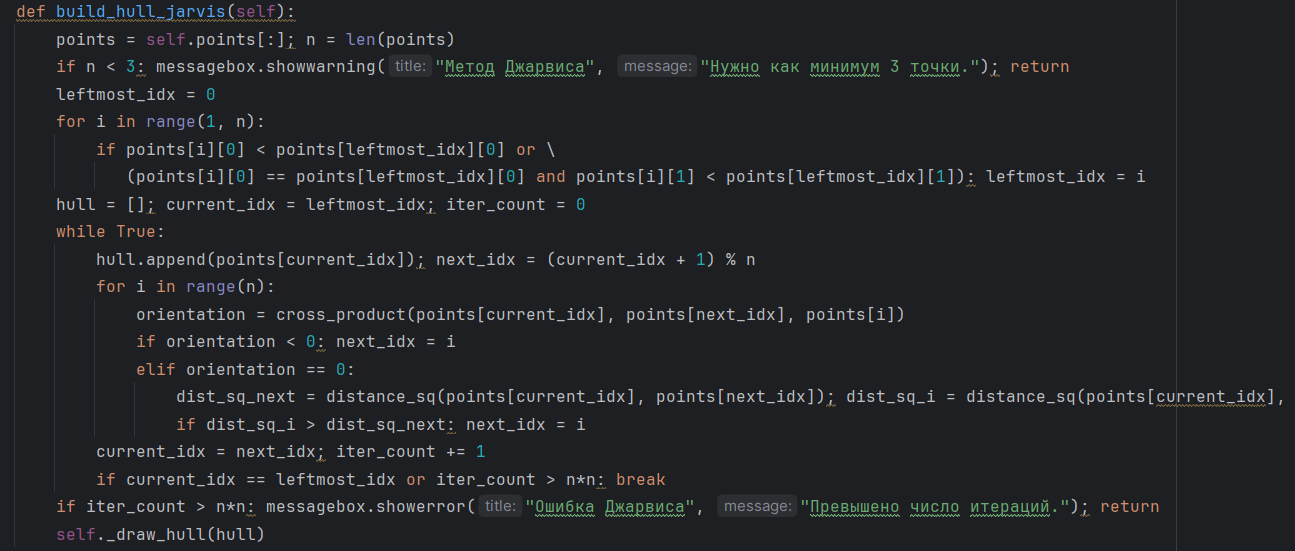 def build_hull_jarvis(self):
    points = self.points[:]; n = len(points)
    if n < 3: messagebox.showwarning( title: "Метод Джарвиса",  message: "Нужно как минимум 3 точки."); return
    leftmost_idx = 0
    for i in range(1, n):
        if points[i][0] < points[leftmost_idx][0] or \
           (points[i][0] == points[leftmost_idx][0] and points[i][1] < points[leftmost_idx][1]): leftmost_idx = i
    hull = []; current_idx = leftmost_idx; iter_count = 0
    while True:
        hull.append(points[current_idx]); next_idx = (current_idx + 1) % n
        for i in range(n):
            orientation = cross_product(points[current_idx], points[next_idx], points[i])
            if orientation < 0: next_idx = i
            elif orientation == 0:
                dist_sq_next = distance_sq(points[current_idx], points[next_idx]); dist_sq_i = distance_sq(points[current_idx],
                if dist_sq_i > dist_sq_next: next_idx = i
        current_idx = next_idx; iter_count += 1
        if current_idx == leftmost_idx or iter_count > n*n: break
    if iter_count > n*n: messagebox.showerror( title: "Ошибка Джарвиса",  message: "Превышено число итераций."); return
    self._draw_hull(hull)